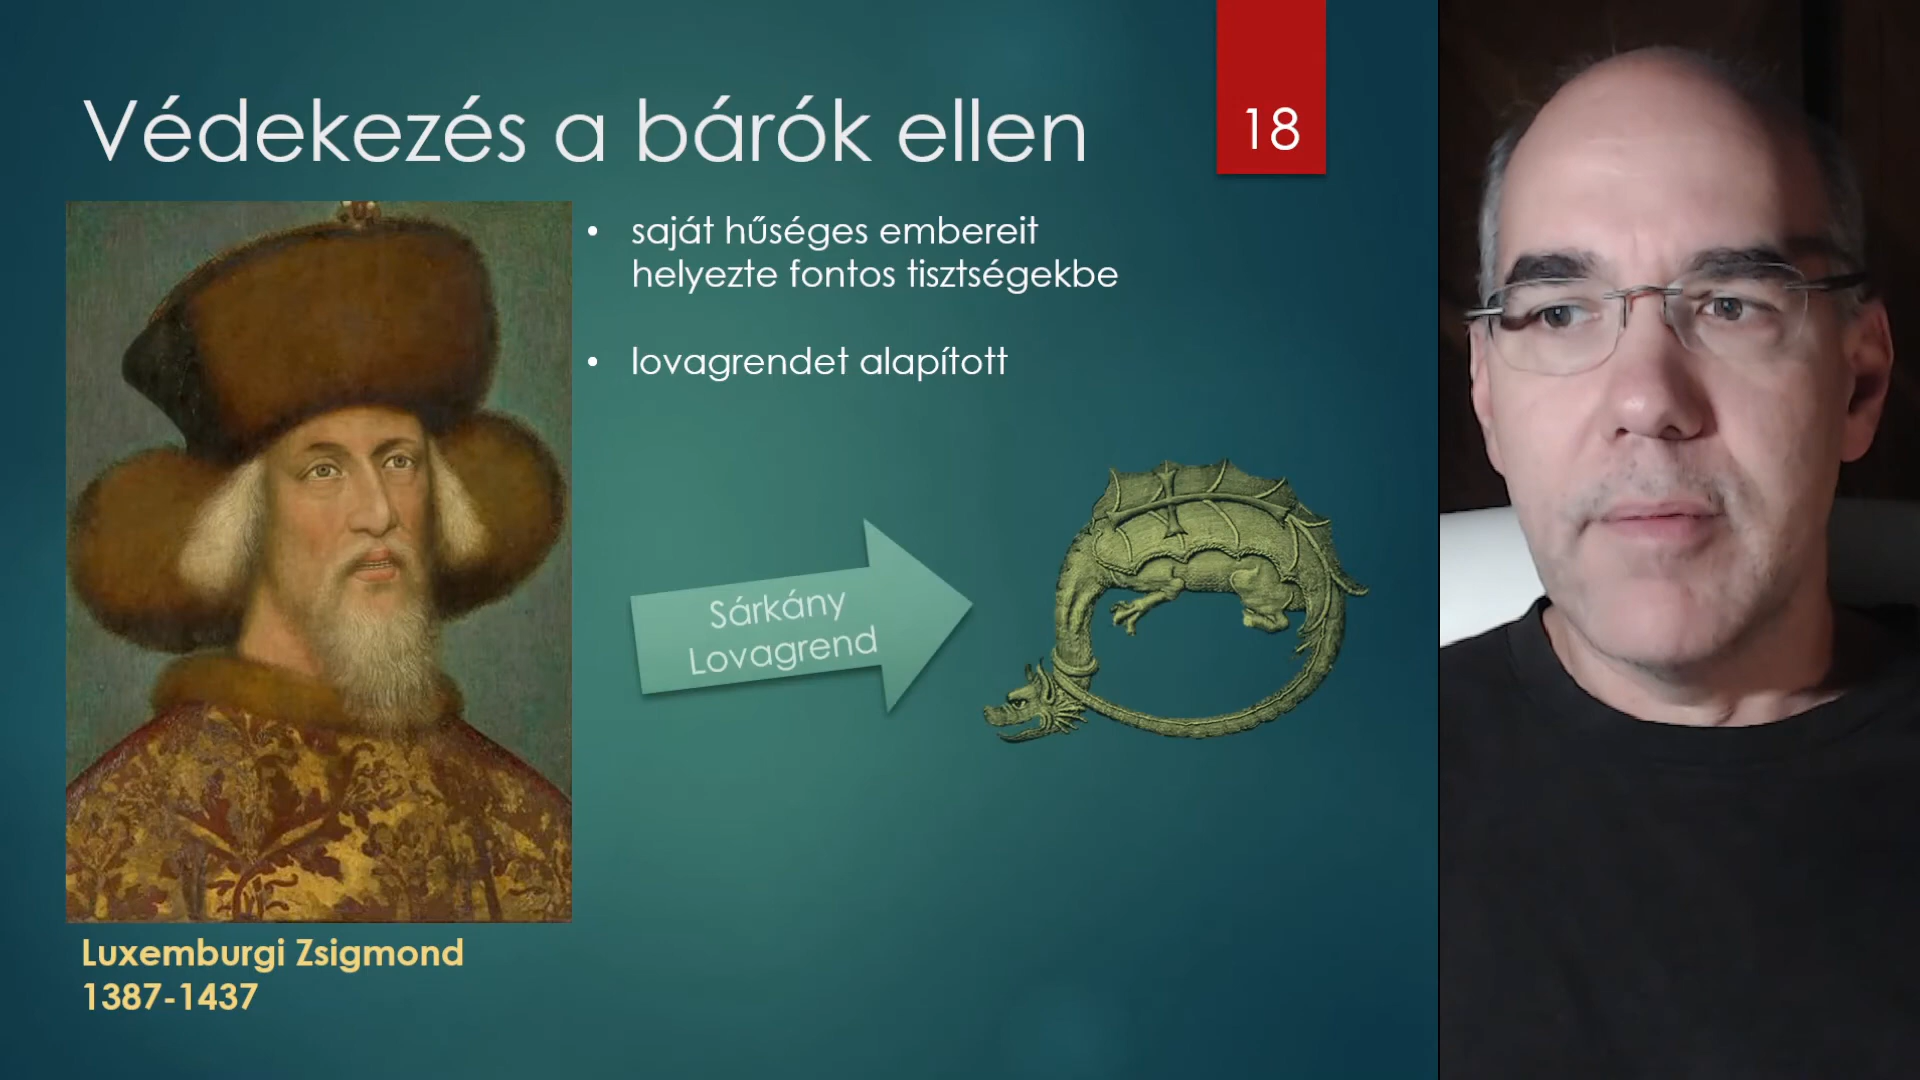 Védekezés a bárók ellen
18
• saját hűséges embereit
helyezte fontos tisztségekbe
• lovagrendet alapított
Sárkány
Lovagrend
Luxemburgi Zsigmond
1387-1437